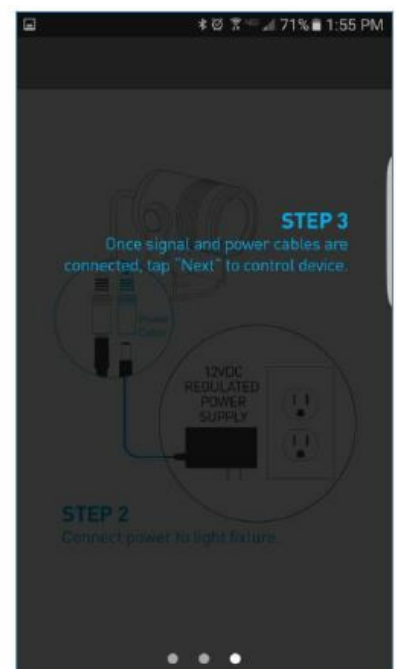 71% 1:55 PM
STEP 3
Once signal and power cables are
connected, tap "Next" to control device.
Power
Cable
12VDC
REGULATED
POWER
SUPPLY
STEP 2
Connect power to light fixture